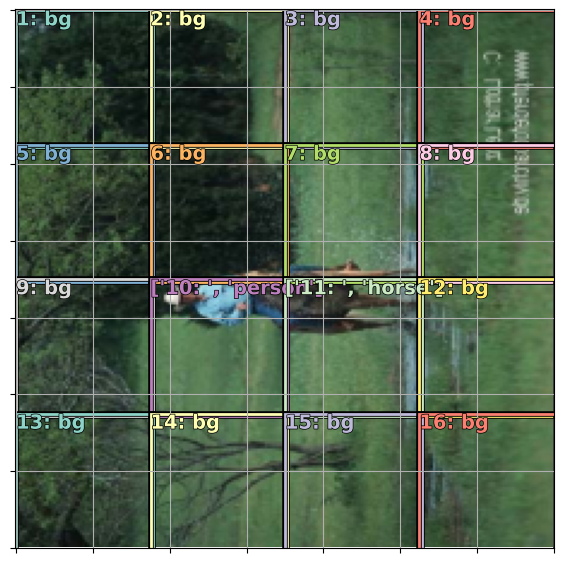 1: bg 2: bg 3: bg 4: bg
5: bg 6: bg 7: bg 8: bg
9: bg ['10: ', 'person ['11: ', 'horse 12: bg
13: bg 14: bg 15: bg 16: bg